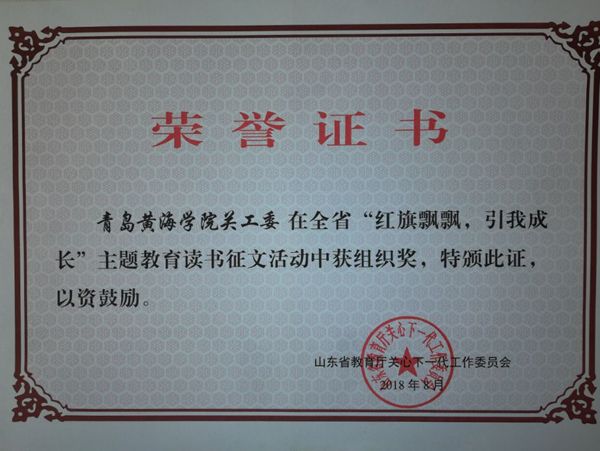 荣誉证书
青岛黄海学院关工委在全省“红旗飘飘，引我成
长”主题教育读书征文活动中获组织奖，特颁此证，
以资鼓励。
山东省教育厅关心下一代工作委员会
2018年8月